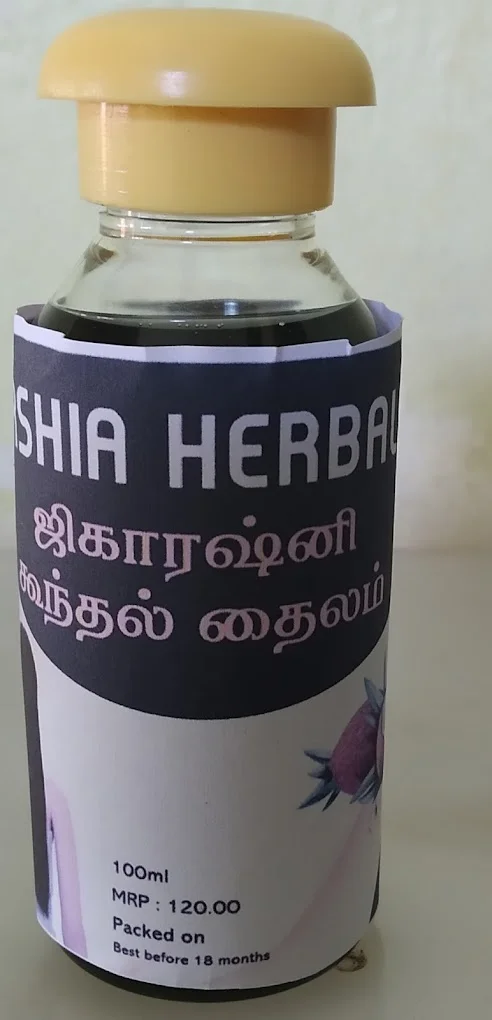 SHIA HERBAL
ஜிகாரஷ்னி
கூந்தல் தைலம்
100ml
MRP : 120.00
Packed on
Best before 18 months